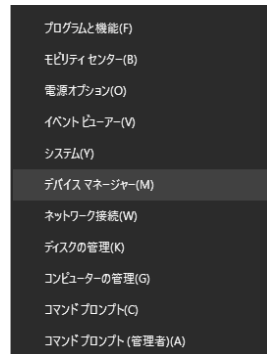 プログラムと機能(F)
モビリティ センター(B)
電源オプション(O)
イベント ビューアー(V)
システム(Y)
デバイス マネージャー(M)
ネットワーク接続(W)
ディスクの管理(K)
コンピューターの管理(G)
コマンド プロンプト(C)
コマンド プロンプト (管理者)(A)